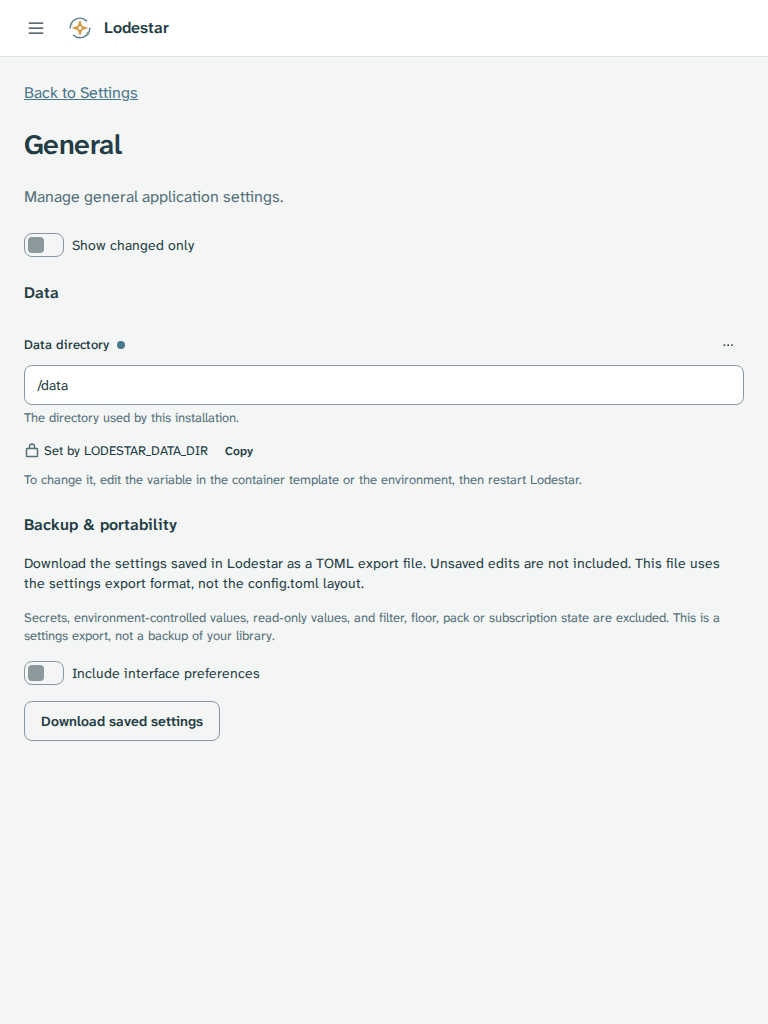 Lodestar
Back to Settings
General
Manage general application settings.
Show changed only
Data
Data directory
...
/data
The directory used by this installation.
Set by LODESTAR_DATA_DIR Copy
To change it, edit the variable in the container template or the environment, then restart Lodestar.
Backup & portability
Download the settings saved in Lodestar as a TOML export file. Unsaved edits are not included. This file uses
the settings export format, not the config.toml layout.
Secrets, environment-controlled values, read-only values, and filter, floor, pack or subscription state are excluded. This is a
settings export, not a backup of your library.
Include interface preferences
Download saved settings